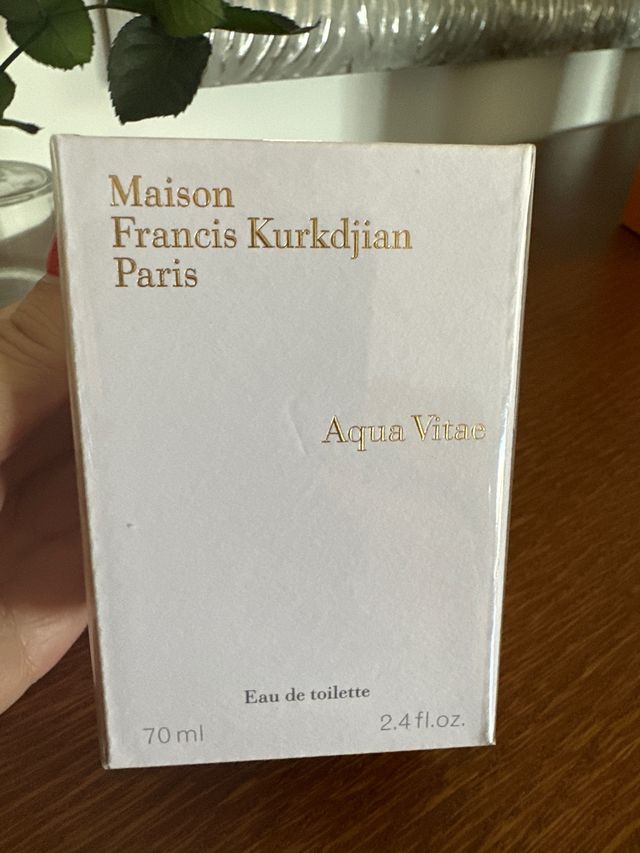 Maison
Francis Kurkdjian
Paris
Aqua Vitae
Eau de toilette
70 ml
2.4 fl.oz.